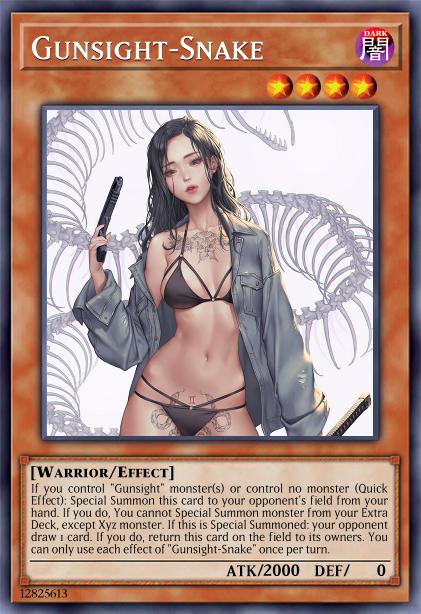 Gunsight-Snake
DARK
闇
[Warrior/Effect]
If you control "Gunsight" monster(s) or control no monster (Quick
Effect): Special Summon this card to your opponent's field from your
hand. If you do, You cannot Special Summon monster from your Extra
Deck, except Xyz monster. If this is Special Summoned: your opponent
draw 1 card. If you do, return this card on the field to its owners. You
can only use each effect of "Gunsight-Snake" once per turn.
ATK/2000 DEF/ 0
12825613